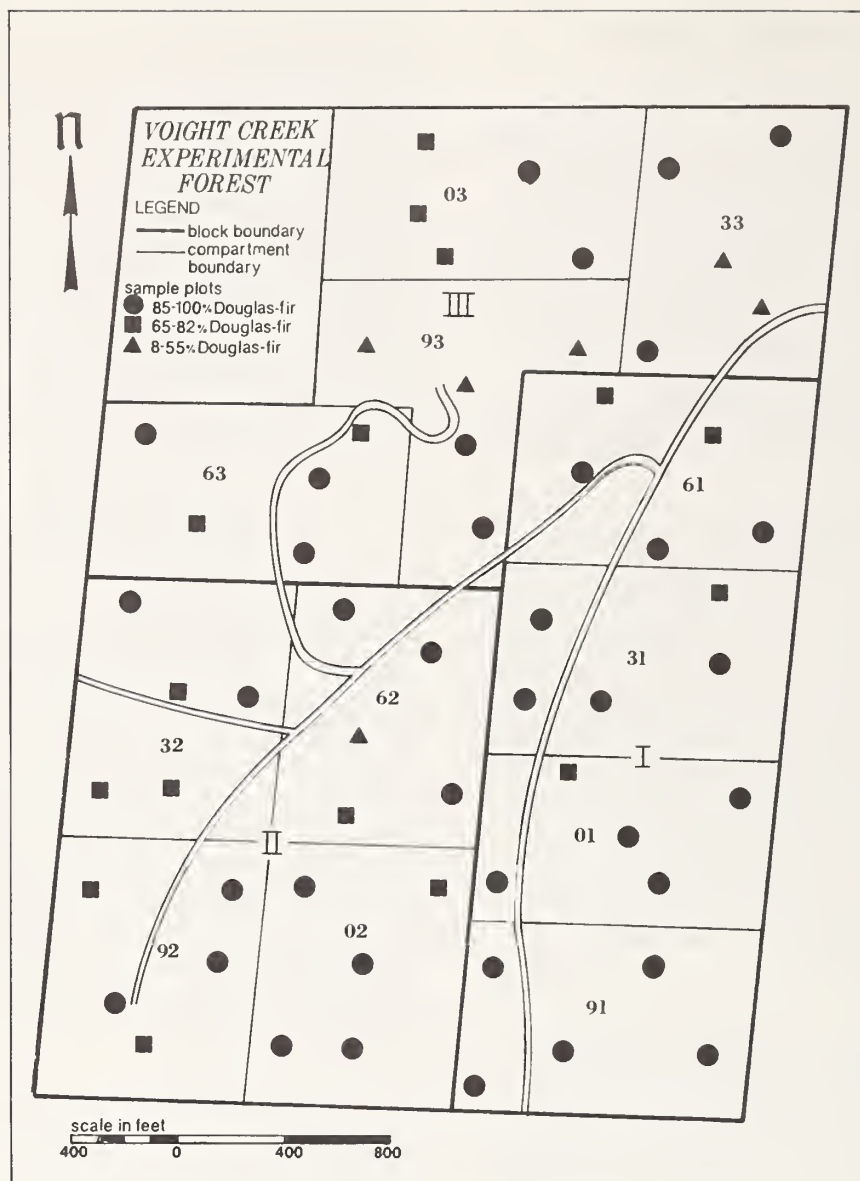 n
VOIGHT CREEK
EXPERIMENTAL
FOREST
LEGEND
block boundary
compartment
boundary
sample plots
85-100% Douglas-fir
65-82% Douglas-fir
8-55% Douglas-fir
03
33
III
93
63
61
31
62
32
I
01
II
02
92
91
scale in feet
400 0 400 800